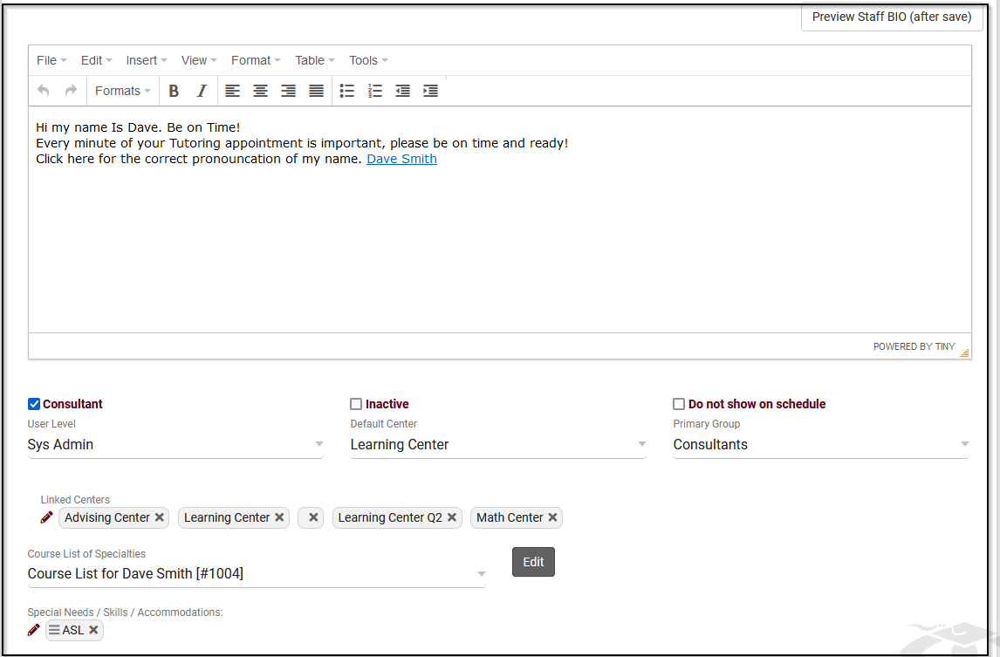 Preview Staff BIO (after save)
File Edit Insert View Format Table Tools
Formats B I
Hi my name Is Dave. Be on Time!
Every minute of your Tutoring appointment is important, please be on time and ready!
Click here for the correct pronouncation of my name. Dave Smith
POWERED BY TINY
Consultant Inactive Do not show on schedule
User Level Default Center Primary Group
Sys Admin Learning Center Consultants
Linked Centers
Advising Center Learning Center Learning Center Q2 Math Center
Course List of Specialties
Course List for Dave Smith [#1004] Edit
Special Needs / Skills / Accommodations:
ASL